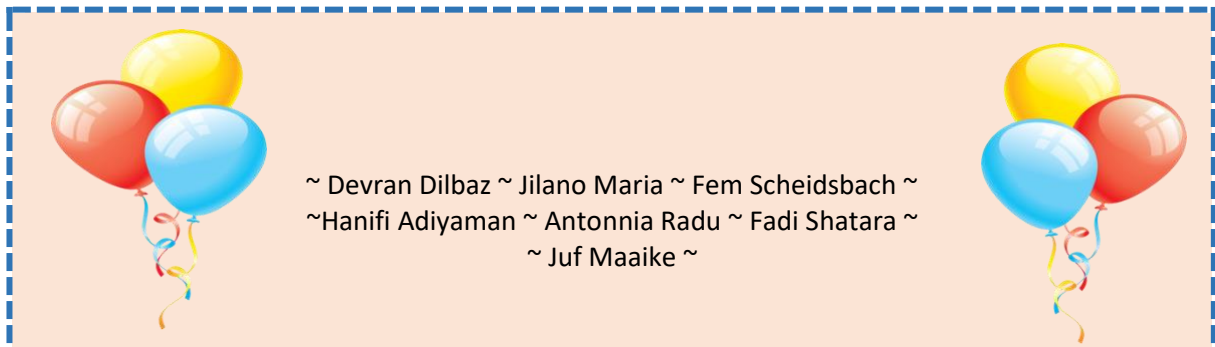 ~ Devran Dilbaz ~ Jilano Maria ~ Fem Scheidsbach ~
~Hanifi Adiyaman ~ Antonnia Radu ~ Fadi Shatara ~
~ Juf Maaike ~